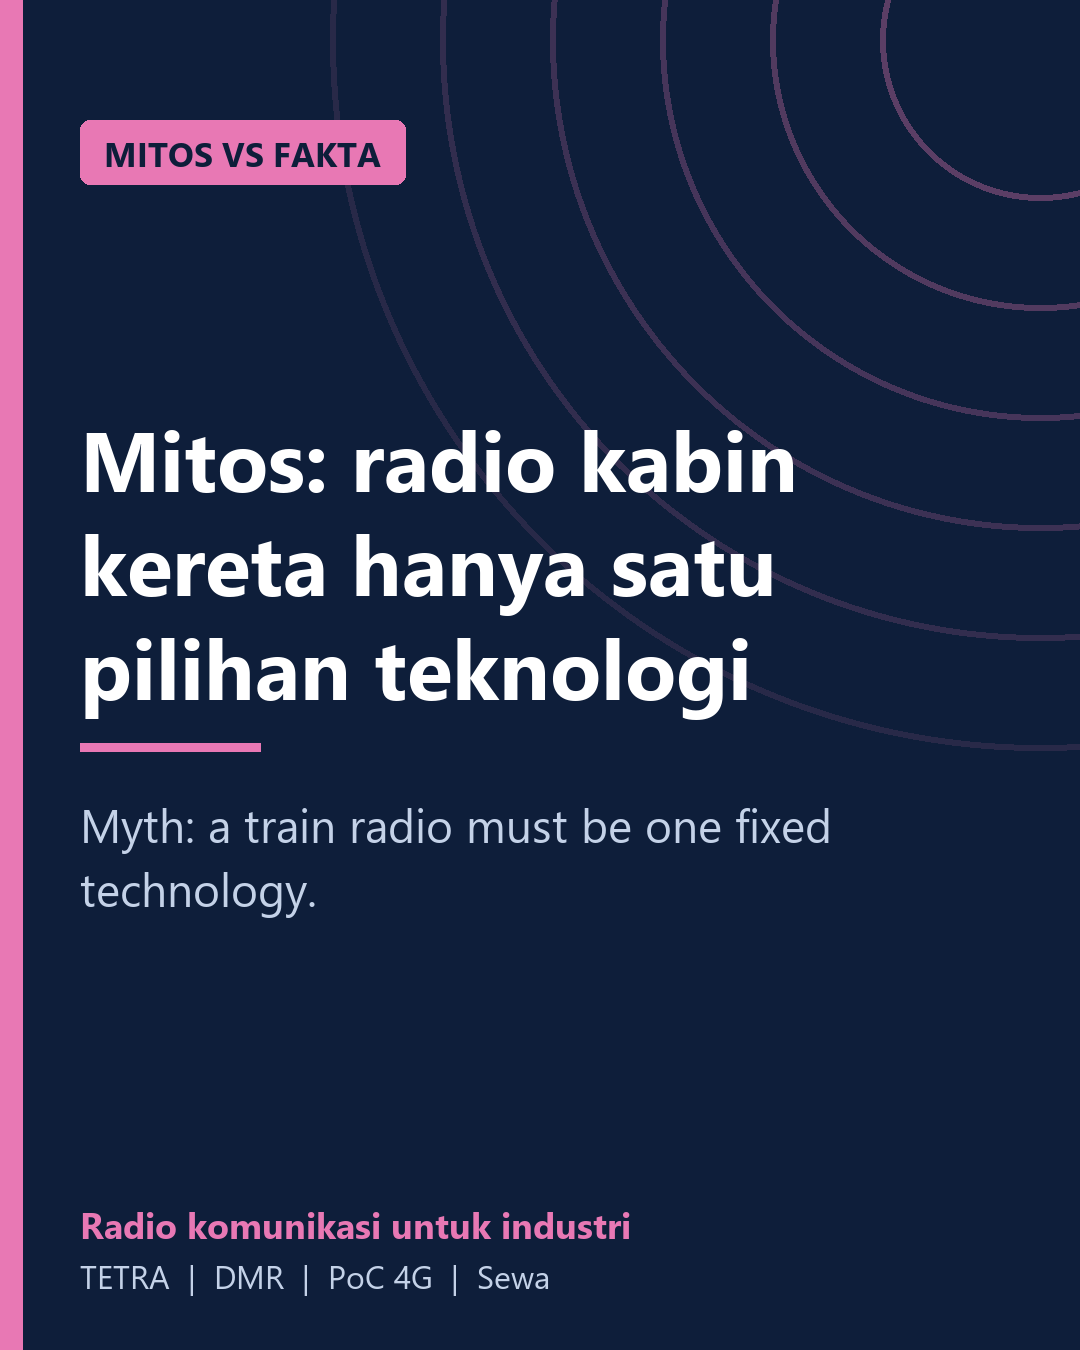 MITOS VS FAKTA
Mitos: radio kabin
kereta hanya satu
pilihan teknologi
Myth: a train radio must be one fixed
technology.
Radio komunikasi untuk industri
TETRA | DMR | PoC 4G | Sewa